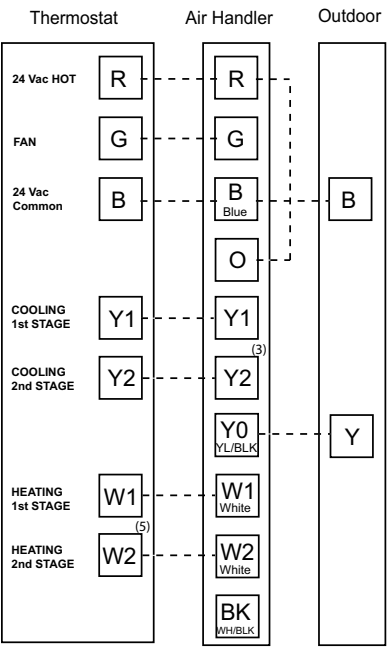 Thermostat Air Handler Outdoor
24 Vac HOT R R
FAN G G
24 Vac
Common B B B
Blue
O
COOLING
1st STAGE Y1 Y1
(3)
COOLING
2nd STAGE Y2 Y2
Y0 Y
YL/BLK
HEATING
1st STAGE W1 W1
White
(5)
HEATING
2nd STAGE W2 W2
White
BK
WH/BLK